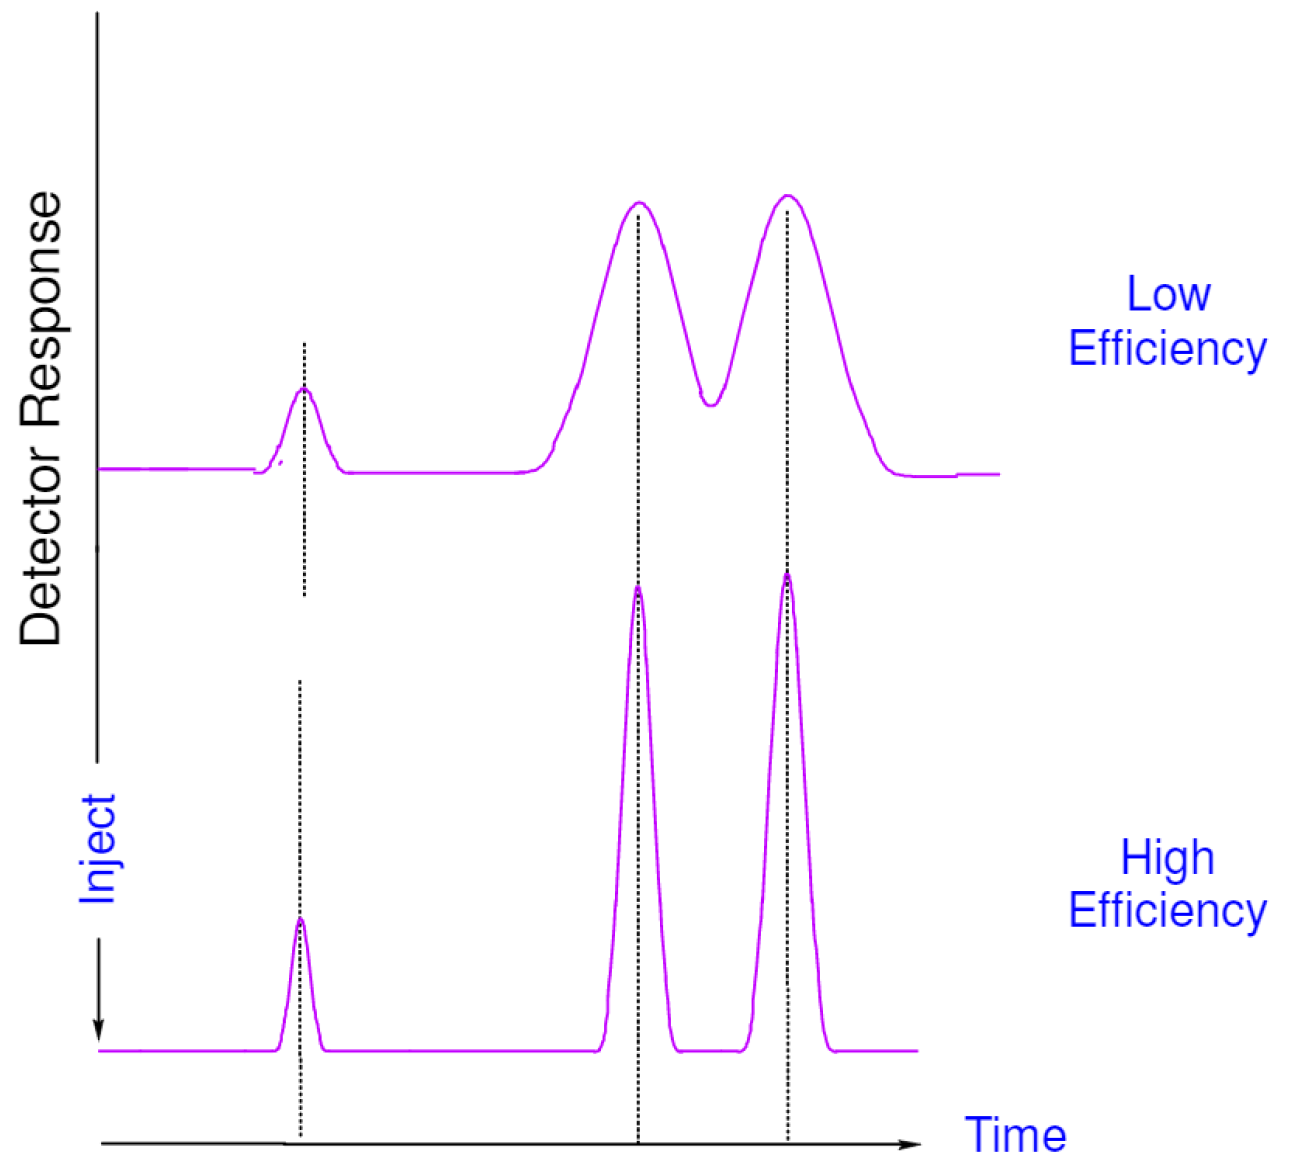 Detector Response
Low
Efficiency
Inject
High
Efficiency
Time